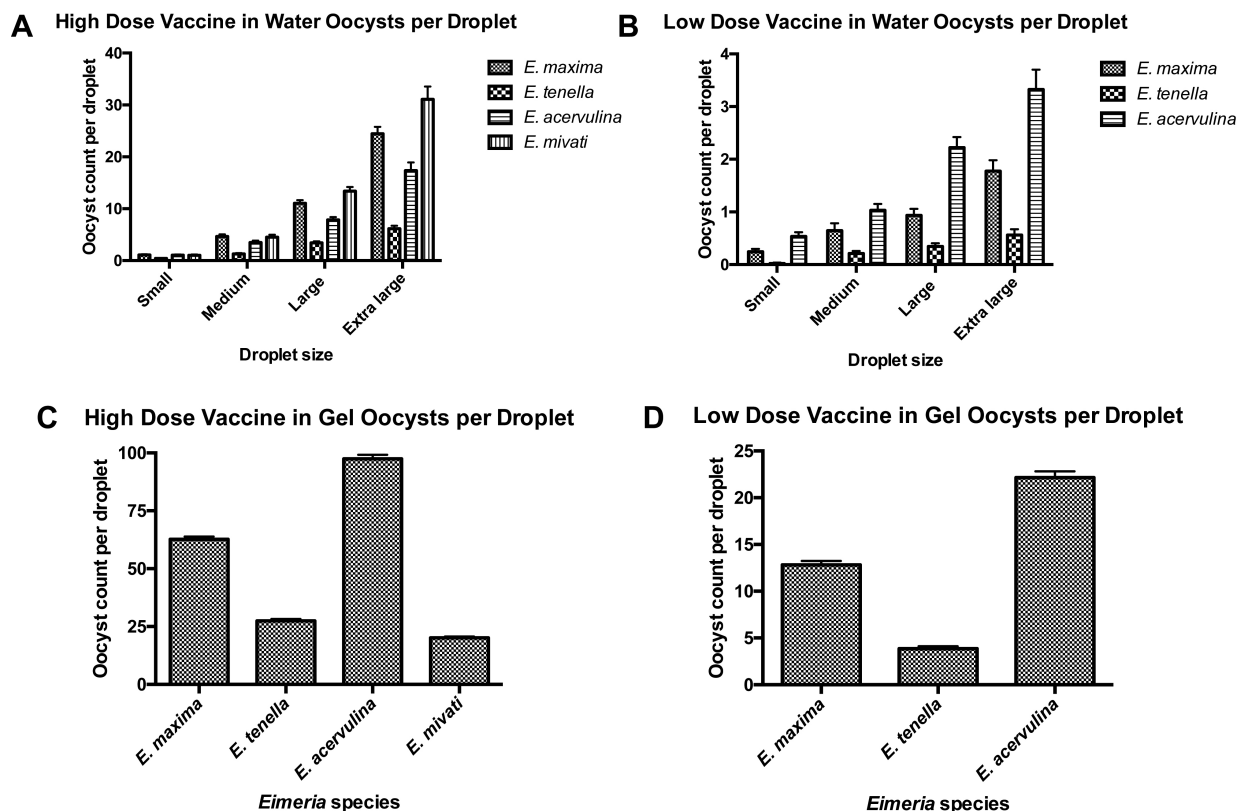 A
High Dose Vaccine in Water Oocysts per Droplet
Oocyst count per droplet
40
30
20
10
0
Small
Medium
Large
Extra large
Droplet size
E. maxima
E. tenella
E. acervulina
E. mivati
B
Low Dose Vaccine in Water Oocysts per Droplet
Oocyst count per droplet
4
3
2
1
0
Small
Medium
Large
Extra large
Droplet size
E. maxima
E. tenella
E. acervulina
C
High Dose Vaccine in Gel Oocysts per Droplet
Oocyst count per droplet
100
75
50
25
0
E. maxima
E. tenella
E. acervulina
E. mivati
Eimeria species
D
Low Dose Vaccine in Gel Oocysts per Droplet
Oocyst count per droplet
25
20
15
10
5
0
E. maxima
E. tenella
E. acervulina
Eimeria species